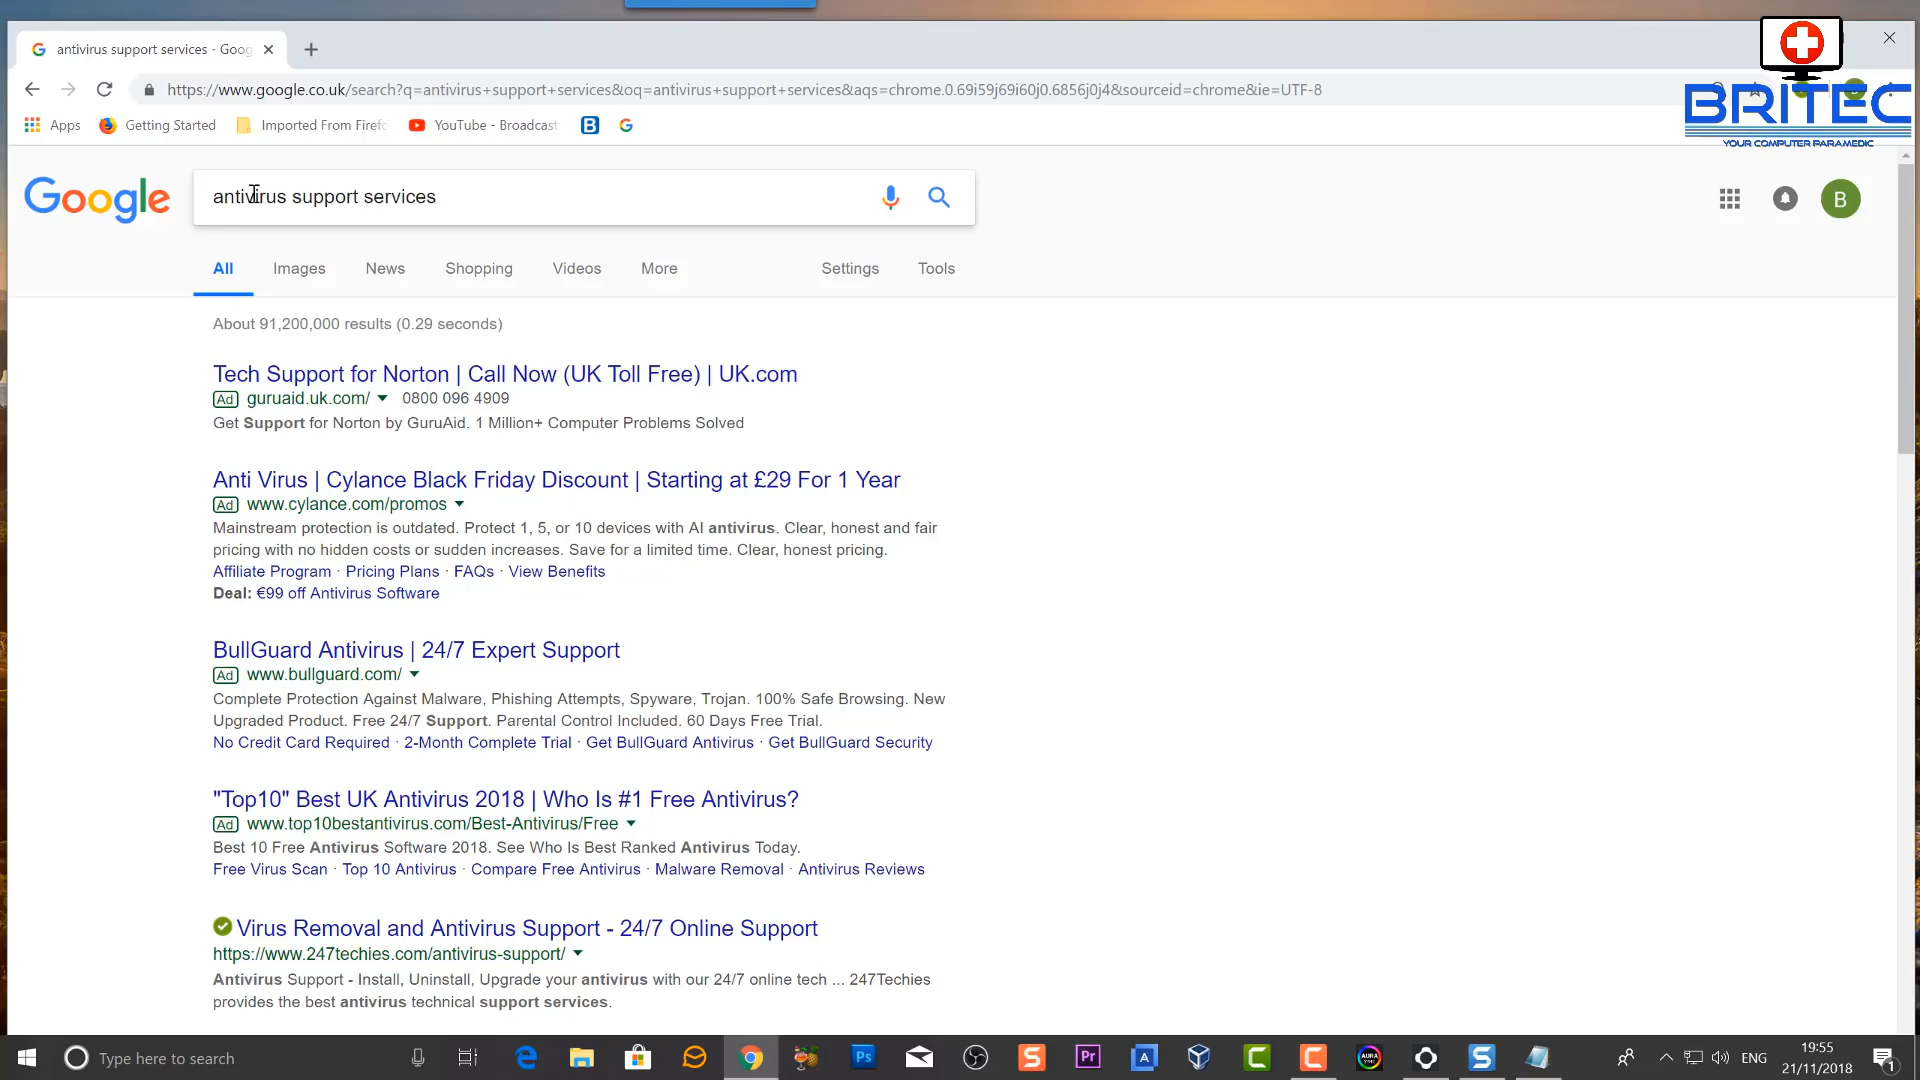 antivirus support services - Goog
https://www.google.co.uk/search?q=antivirus+support+services&oq=antivirus+support+services&aqs=chrome.0.69i59j69i60j0.6856j0j4&sourceid=chrome&ie=UTF-8
Apps Getting Started Imported From Firefo YouTube - Broadcast B G
BRITEC
YOUR COMPUTER PARAMEDIC
Google antivirus support services B
All Images News Shopping Videos More Settings Tools
About 91,200,000 results (0.29 seconds)
Tech Support for Norton | Call Now (UK Toll Free) | UK.com
Ad guruaid.uk.com/ 0800 096 4909
Get Support for Norton by GuruAid. 1 Million+ Computer Problems Solved
Anti Virus | Cylance Black Friday Discount | Starting at £29 For 1 Year
Ad www.cylance.com/promos
Mainstream protection is outdated. Protect 1, 5, or 10 devices with AI antivirus. Clear, honest and fair
pricing with no hidden costs or sudden increases. Save for a limited time. Clear, honest pricing.
Affiliate Program · Pricing Plans · FAQs · View Benefits
Deal: €99 off Antivirus Software
BullGuard Antivirus | 24/7 Expert Support
Ad www.bullguard.com/
Complete Protection Against Malware, Phishing Attempts, Spyware, Trojan. 100% Safe Browsing. New
Upgraded Product. Free 24/7 Support. Parental Control Included. 60 Days Free Trial.
No Credit Card Required · 2-Month Complete Trial · Get BullGuard Antivirus · Get BullGuard Security
"Top10" Best UK Antivirus 2018 | Who Is #1 Free Antivirus?
Ad www.top10bestantivirus.com/Best-Antivirus/Free
Best 10 Free Antivirus Software 2018. See Who Is Best Ranked Antivirus Today.
Free Virus Scan · Top 10 Antivirus · Compare Free Antivirus · Malware Removal · Antivirus Reviews
Virus Removal and Antivirus Support - 24/7 Online Support
https://www.247techies.com/antivirus-support/
Antivirus Support - Install, Uninstall, Upgrade your antivirus with our 24/7 online tech ... 247Techies
provides the best antivirus technical support services.
Type here to search Ps S Pr A C C AURA S ENG 19:55
21/11/2018 1